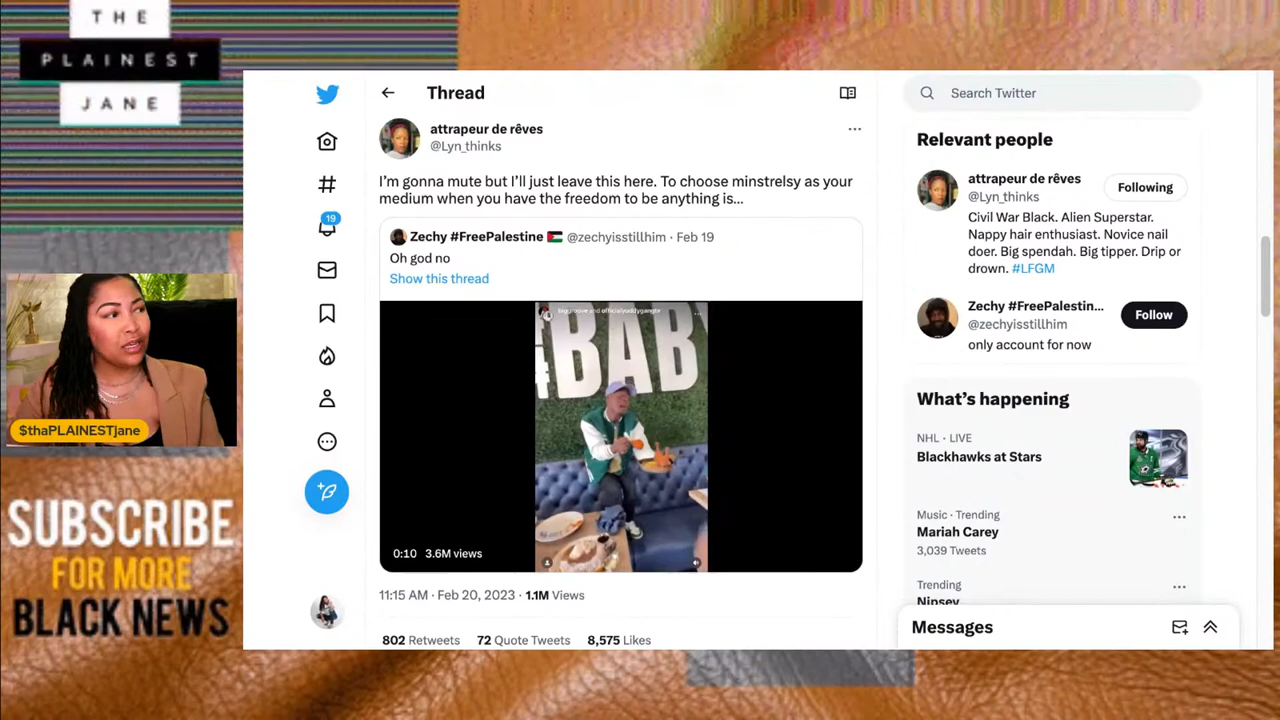 THE
PLAINEST
JANE
$thaPLAINESTjane
SUBSCRIBE
FOR MORE
BLACK NEWS
Thread
attrapeur de rêves
@Lyn_thinks
I'm gonna mute but I'll just leave this here. To choose minstrelsy as your
medium when you have the freedom to be anything is...
Zechy #FreePalestine 🇵🇸 @zechyisstillhim · Feb 19
Oh god no
Show this thread
#BAB
0:10 3.6M views
11:15 AM · Feb 20, 2023 · 1.1M Views
802 Retweets 72 Quote Tweets 8,575 Likes
19
Search Twitter
Relevant people
attrapeur de rêves
@Lyn_thinks
Following
Civil War Black. Alien Superstar.
Nappy hair enthusiast. Novice nail
doer. Big spendah. Big tipper. Drip or
drown. #LFGM
Zechy #FreePalestin...
@zechyisstillhim
Follow
only account for now
What's happening
NHL · LIVE
Blackhawks at Stars
Music · Trending
Mariah Carey
3,039 Tweets
Trending
Nipsey
Messages